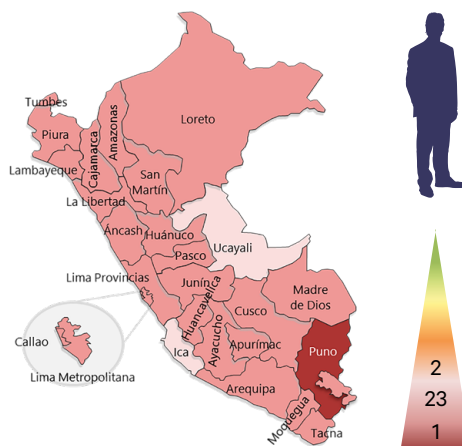 Tumbes
Piura
Lambayeque
Cajamarca
Amazonas
Loreto
San
Martín
La Libertad
Áncash
Huánuco
Pasco
Ucayali
Lima Provincias
Junín
Huancavelica
Cusco
Madre
de Dios
Callao
Lima Metropolitana
Ica
Ayacucho
Apurímac
Puno
Arequipa
Moquegua
Tacna
2
23
1